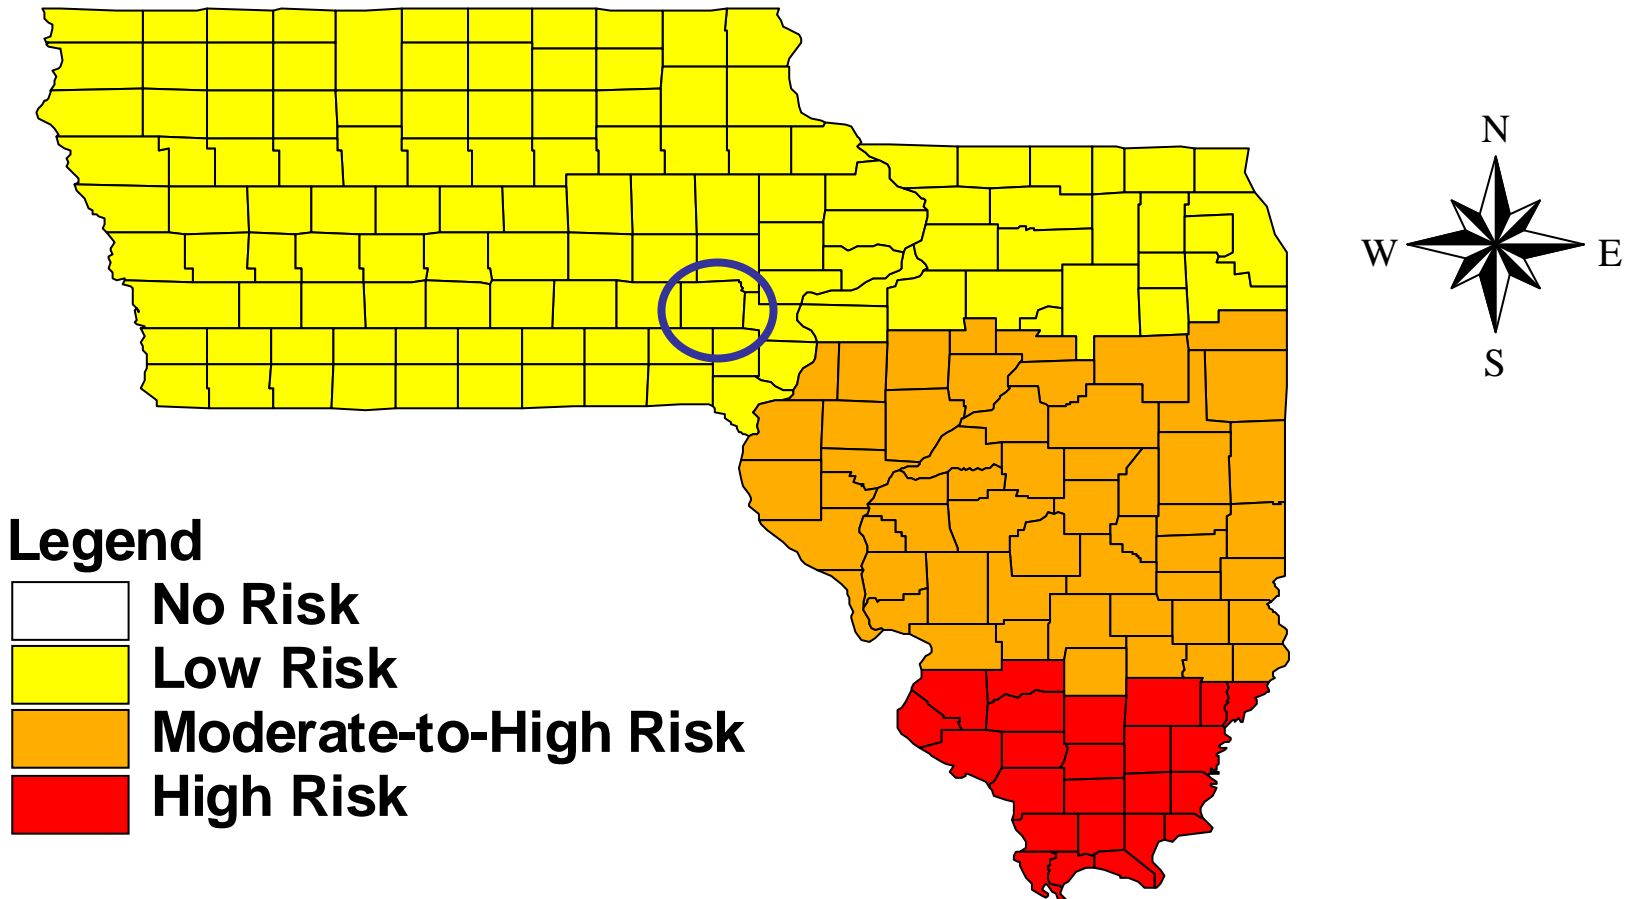 N
W E
S
Legend
No Risk
Low Risk
Moderate-to-High Risk
High Risk